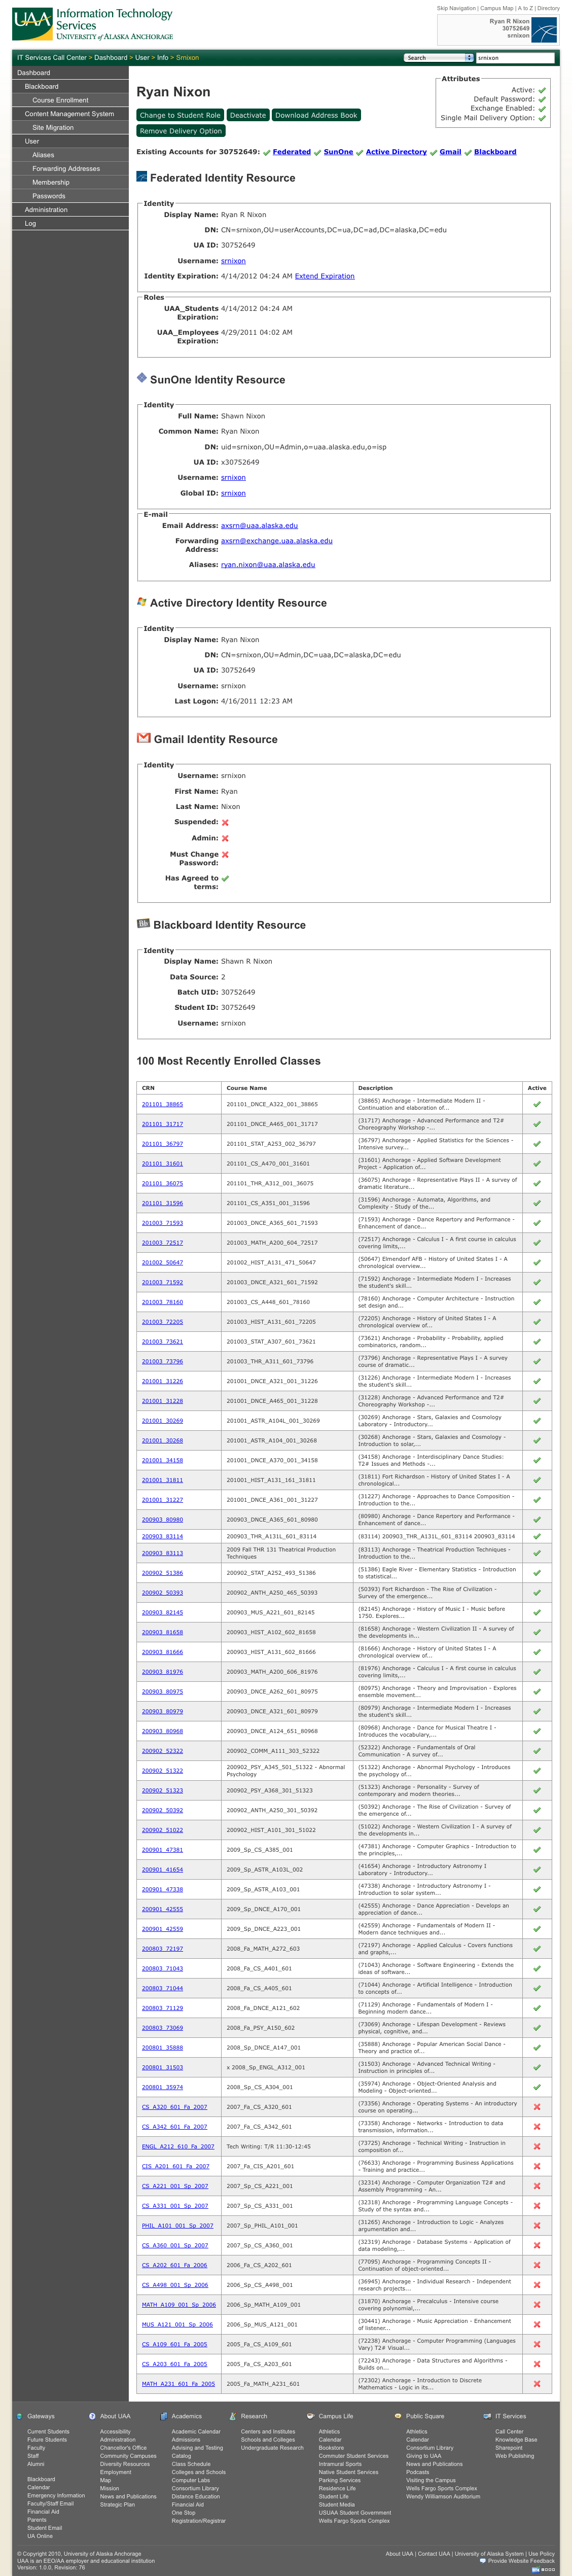 Skip Navigation | Campus Map | A to Z | Directory
UAA Information Technology
Services
UNIVERSITY of ALASKA ANCHORAGE
Ryan R Nixon
30752649
srnixon
IT Services Call Center > Dashboard > User > Info > Srnixon
Search
srnixon
Dashboard
Blackboard
Course Enrollment
Content Management System
Site Migration
User
Aliases
Forwarding Addresses
Membership
Passwords
Administration
Log
Ryan Nixon
Attributes
Active:
Default Password:
Exchange Enabled:
Single Mail Delivery Option:
Change to Student Role
Deactivate
Download Address Book
Remove Delivery Option
Existing Accounts for 30752649: Federated SunOne Active Directory Gmail Blackboard
Federated Identity Resource
Identity
Display Name: Ryan R Nixon
DN: CN=srnixon,OU=userAccounts,DC=ua,DC=ad,DC=alaska,DC=edu
UA ID: 30752649
Username: srnixon
Identity Expiration: 4/14/2012 04:24 AM Extend Expiration
Roles
UAA_Students 4/14/2012 04:24 AM
Expiration:
UAA_Employees 4/29/2011 04:02 AM
Expiration:
SunOne Identity Resource
Identity
Full Name: Shawn Nixon
Common Name: Ryan Nixon
DN: uid=srnixon,OU=Admin,o=uaa.alaska.edu,o=isp
UA ID: x30752649
Username: srnixon
Global ID: srnixon
E-mail
Email Address: axsrn@uaa.alaska.edu
Forwarding axsrn@exchange.uaa.alaska.edu
Address:
Aliases: ryan.nixon@uaa.alaska.edu
Active Directory Identity Resource
Identity
Display Name: Ryan Nixon
DN: CN=srnixon,OU=Admin,DC=uaa,DC=alaska,DC=edu
UA ID: 30752649
Username: srnixon
Last Logon: 4/16/2011 12:23 AM
Gmail Identity Resource
Identity
Username: srnixon
First Name: Ryan
Last Name: Nixon
Suspended:
Admin:
Must Change
Password:
Has Agreed to
terms:
Blackboard Identity Resource
Identity
Display Name: Shawn R Nixon
Data Source: 2
Batch UID: 30752649
Student ID: 30752649
Username: srnixon
100 Most Recently Enrolled Classes
CRN Course Name Description Active
201101_38865 201101_DNCE_A322_001_38865 (38865) Anchorage - Intermediate Modern II -
Continuation and elaboration of...
201101_31717 201101_DNCE_A465_001_31717 (31717) Anchorage - Advanced Performance and T2#
Choreography Workshop -...
201101_36797 201101_STAT_A253_002_36797 (36797) Anchorage - Applied Statistics for the Sciences -
Intensive survey...
201101_31601 201101_CS_A470_001_31601 (31601) Anchorage - Applied Software Development
Project - Application of...
201101_36075 201101_THR_A312_001_36075 (36075) Anchorage - Representative Plays II - A survey of
dramatic literature...
201101_31596 201101_CS_A351_001_31596 (31596) Anchorage - Automata, Algorithms, and
Complexity - Study of the...
201003_71593 201003_DNCE_A365_601_71593 (71593) Anchorage - Dance Repertory and Performance -
Enhancement of dance...
201003_72517 201003_MATH_A200_604_72517 (72517) Anchorage - Calculus I - A first course in calculus
covering limits,...
201002_50647 201002_HIST_A131_471_50647 (50647) Elmendorf AFB - History of United States I - A
chronological overview...
201003_71592 201003_DNCE_A321_601_71592 (71592) Anchorage - Intermediate Modern I - Increases
the student's skill...
201003_78160 201003_CS_A448_601_78160 (78160) Anchorage - Computer Architecture - Instruction
set design and...
201003_72205 201003_HIST_A131_601_72205 (72205) Anchorage - History of United States I - A
chronological overview of...
201003_73621 201003_STAT_A307_601_73621 (73621) Anchorage - Probability - Probability, applied
combinatorics, random...
201003_73796 201003_THR_A311_601_73796 (73796) Anchorage - Representative Plays I - A survey
course of dramatic...
201001_31226 201001_DNCE_A321_001_31226 (31226) Anchorage - Intermediate Modern I - Increases
the student's skill...
201001_31228 201001_DNCE_A465_001_31228 (31228) Anchorage - Advanced Performance and T2#
Choreography Workshop -...
201001_30269 201001_ASTR_A104L_001_30269 (30269) Anchorage - Stars, Galaxies and Cosmology
Laboratory - Introductory...
201001_30268 201001_ASTR_A104_001_30268 (30268) Anchorage - Stars, Galaxies and Cosmology -
Introduction to solar,...
201001_34158 201001_DNCE_A370_001_34158 (34158) Anchorage - Interdisciplinary Dance Studies:
T2# Issues and Methods -...
201001_31811 201001_HIST_A131_161_31811 (31811) Fort Richardson - History of United States I - A
chronological...
201001_31227 201001_DNCE_A361_001_31227 (31227) Anchorage - Approaches to Dance Composition -
Introduction to the...
200903_80980 200903_DNCE_A365_601_80980 (80980) Anchorage - Dance Repertory and Performance -
Enhancement of dance...
200903_83114 200903_THR_A131L_601_83114 (83114) 200903_THR_A131L_601_83114 200903_83114
200903_83113 2009 Fall THR 131 Theatrical Production Techniques (83113) Anchorage - Theatrical Production Techniques -
Introduction to the...
200902_51386 200902_STAT_A252_493_51386 (51386) Eagle River - Elementary Statistics - Introduction
to statistical...
200902_50393 200902_ANTH_A250_465_50393 (50393) Fort Richardson - The Rise of Civilization -
Survey of the emergence...
200903_82145 200903_MUS_A221_601_82145 (82145) Anchorage - History of Music I - Music before
1750. Explores...
200903_81658 200903_HIST_A102_602_81658 (81658) Anchorage - Western Civilization II - A survey of
the developments in...
200903_81666 200903_HIST_A131_602_81666 (81666) Anchorage - History of United States I - A
chronological overview of...
200903_81976 200903_MATH_A200_606_81976 (81976) Anchorage - Calculus I - A first course in calculus
covering limits,...
200903_80975 200903_DNCE_A262_601_80975 (80975) Anchorage - Theory and Improvisation - Explores
ensemble movement...
200903_80979 200903_DNCE_A321_601_80979 (80979) Anchorage - Intermediate Modern I - Increases
the student's skill...
200903_80968 200903_DNCE_A124_651_80968 (80968) Anchorage - Dance for Musical Theatre I -
Introduces the vocabulary,...
200902_52322 200902_COMM_A111_303_52322 (52322) Anchorage - Fundamentals of Oral
Communication - A survey of...
200902_51322 200902_PSY_A345_501_51322 - Abnormal Psychology (51322) Anchorage - Abnormal Psychology - Introduces
the psychology of...
200902_51323 200902_PSY_A368_301_51323 (51323) Anchorage - Personality - Survey of
contemporary and modern theories...
200902_50392 200902_ANTH_A250_301_50392 (50392) Anchorage - The Rise of Civilization - Survey of
the emergence of...
200902_51022 200902_HIST_A101_301_51022 (51022) Anchorage - Western Civilization I - A survey of
the developments in...
200901_47381 2009_Sp_CS_A385_001 (47381) Anchorage - Computer Graphics - Introduction to
the principles,...
200901_41654 2009_Sp_ASTR_A103L_002 (41654) Anchorage - Introductory Astronomy I
Laboratory - Introductory...
200901_47338 2009_Sp_ASTR_A103_001 (47338) Anchorage - Introductory Astronomy I -
Introduction to solar system...
200901_42555 2009_Sp_DNCE_A170_001 (42555) Anchorage - Dance Appreciation - Develops an
appreciation of dance...
200901_42559 2009_Sp_DNCE_A223_001 (42559) Anchorage - Fundamentals of Modern II -
Modern dance techniques and...
200803_72197 2008_Fa_MATH_A272_603 (72197) Anchorage - Applied Calculus - Covers functions
and graphs,...
200803_71043 2008_Fa_CS_A401_601 (71043) Anchorage - Software Engineering - Extends the
ideas of software...
200803_71044 2008_Fa_CS_A405_601 (71044) Anchorage - Artificial Intelligence - Introduction
to concepts of...
200803_71129 2008_Fa_DNCE_A121_602 (71129) Anchorage - Fundamentals of Modern I -
Beginning modern dance...
200803_73069 2008_Fa_PSY_A150_602 (73069) Anchorage - Lifespan Development - Reviews
physical, cognitive, and...
200801_35888 2008_Sp_DNCE_A147_001 (35888) Anchorage - Popular American Social Dance -
Theory and practice of...
200801_31503 x 2008_Sp_ENGL_A312_001 (31503) Anchorage - Advanced Technical Writing -
Instruction in principles of...
200801_35974 2008_Sp_CS_A304_001 (35974) Anchorage - Object-Oriented Analysis and
Modeling - Object-oriented...
CS_A320_601_Fa_2007 2007_Fa_CS_A320_601 (73356) Anchorage - Operating Systems - An introductory
course on operating...
CS_A342_601_Fa_2007 2007_Fa_CS_A342_601 (73358) Anchorage - Networks - Introduction to data
transmission, information...
ENGL_A212_610_Fa_2007 Tech Writing: T/R 11:30-12:45 (73725) Anchorage - Technical Writing - Instruction in
composition of...
CIS_A201_601_Fa_2007 2007_Fa_CIS_A201_601 (76633) Anchorage - Programming Business Applications
- Training and practice...
CS_A221_001_Sp_2007 2007_Sp_CS_A221_001 (32314) Anchorage - Computer Organization T2# and
Assembly Programming - An...
CS_A331_001_Sp_2007 2007_Sp_CS_A331_001 (32318) Anchorage - Programming Language Concepts -
Study of the syntax and...
PHIL_A101_001_Sp_2007 2007_Sp_PHIL_A101_001 (31265) Anchorage - Introduction to Logic - Analyzes
argumentation and...
CS_A360_001_Sp_2007 2007_Sp_CS_A360_001 (32319) Anchorage - Database Systems - Application of
data modeling,...
CS_A202_601_Fa_2006 2006_Fa_CS_A202_601 (77095) Anchorage - Programming Concepts II -
Continuation of object-oriented...
CS_A498_001_Sp_2006 2006_Sp_CS_A498_001 (36945) Anchorage - Individual Research - Independent
research projects...
MATH_A109_001_Sp_2006 2006_Sp_MATH_A109_001 (31870) Anchorage - Precalculus - Intensive course
covering polynomial,...
MUS_A121_001_Sp_2006 2006_Sp_MUS_A121_001 (30441) Anchorage - Music Appreciation - Enhancement
of listener...
CS_A109_601_Fa_2005 2005_Fa_CS_A109_601 (72238) Anchorage - Computer Programming (Languages
Vary) T2# Visual...
CS_A203_601_Fa_2005 2005_Fa_CS_A203_601 (72243) Anchorage - Data Structures and Algorithms -
Builds on...
MATH_A231_601_Fa_2005 2005_Fa_MATH_A231_601 (72302) Anchorage - Introduction to Discrete
Mathematics - Logic in its...
Gateways
Current Students
Future Students
Faculty
Staff
Alumni
Blackboard
Calendar
Emergency Information
Faculty/Staff Email
Financial Aid
Parents
Student Email
UA Online
About UAA
Accessibility
Administration
Chancellor's Office
Community Campuses
Diversity Resources
Employment
Map
Mission
News and Publications
Strategic Plan
Academics
Academic Calendar
Admissions
Advising and Testing
Catalog
Class Schedule
Colleges and Schools
Computer Labs
Consortium Library
Distance Education
Financial Aid
One Stop
Registration/Registrar
Research
Centers and Institutes
Schools and Colleges
Undergraduate Research
Campus Life
Athletics
Calendar
Bookstore
Commuter Student Services
Intramural Sports
Native Student Services
Parking Services
Residence Life
Student Life
Student Media
USUAA Student Government
Wells Fargo Sports Complex
Public Square
Athletics
Calendar
Consortium Library
Giving to UAA
News and Publications
Podcasts
Visiting the Campus
Wells Fargo Sports Complex
Wendy Williamson Auditorium
IT Services
Call Center
Knowledge Base
Sharepoint
Web Publishing
© Copyright 2010, University of Alaska Anchorage
UAA is an EEO/AA employer and educational institution
Version: 1.0.0, Revision: 76
About UAA | Contact UAA | University of Alaska System | Use Policy
Provide Website Feedback